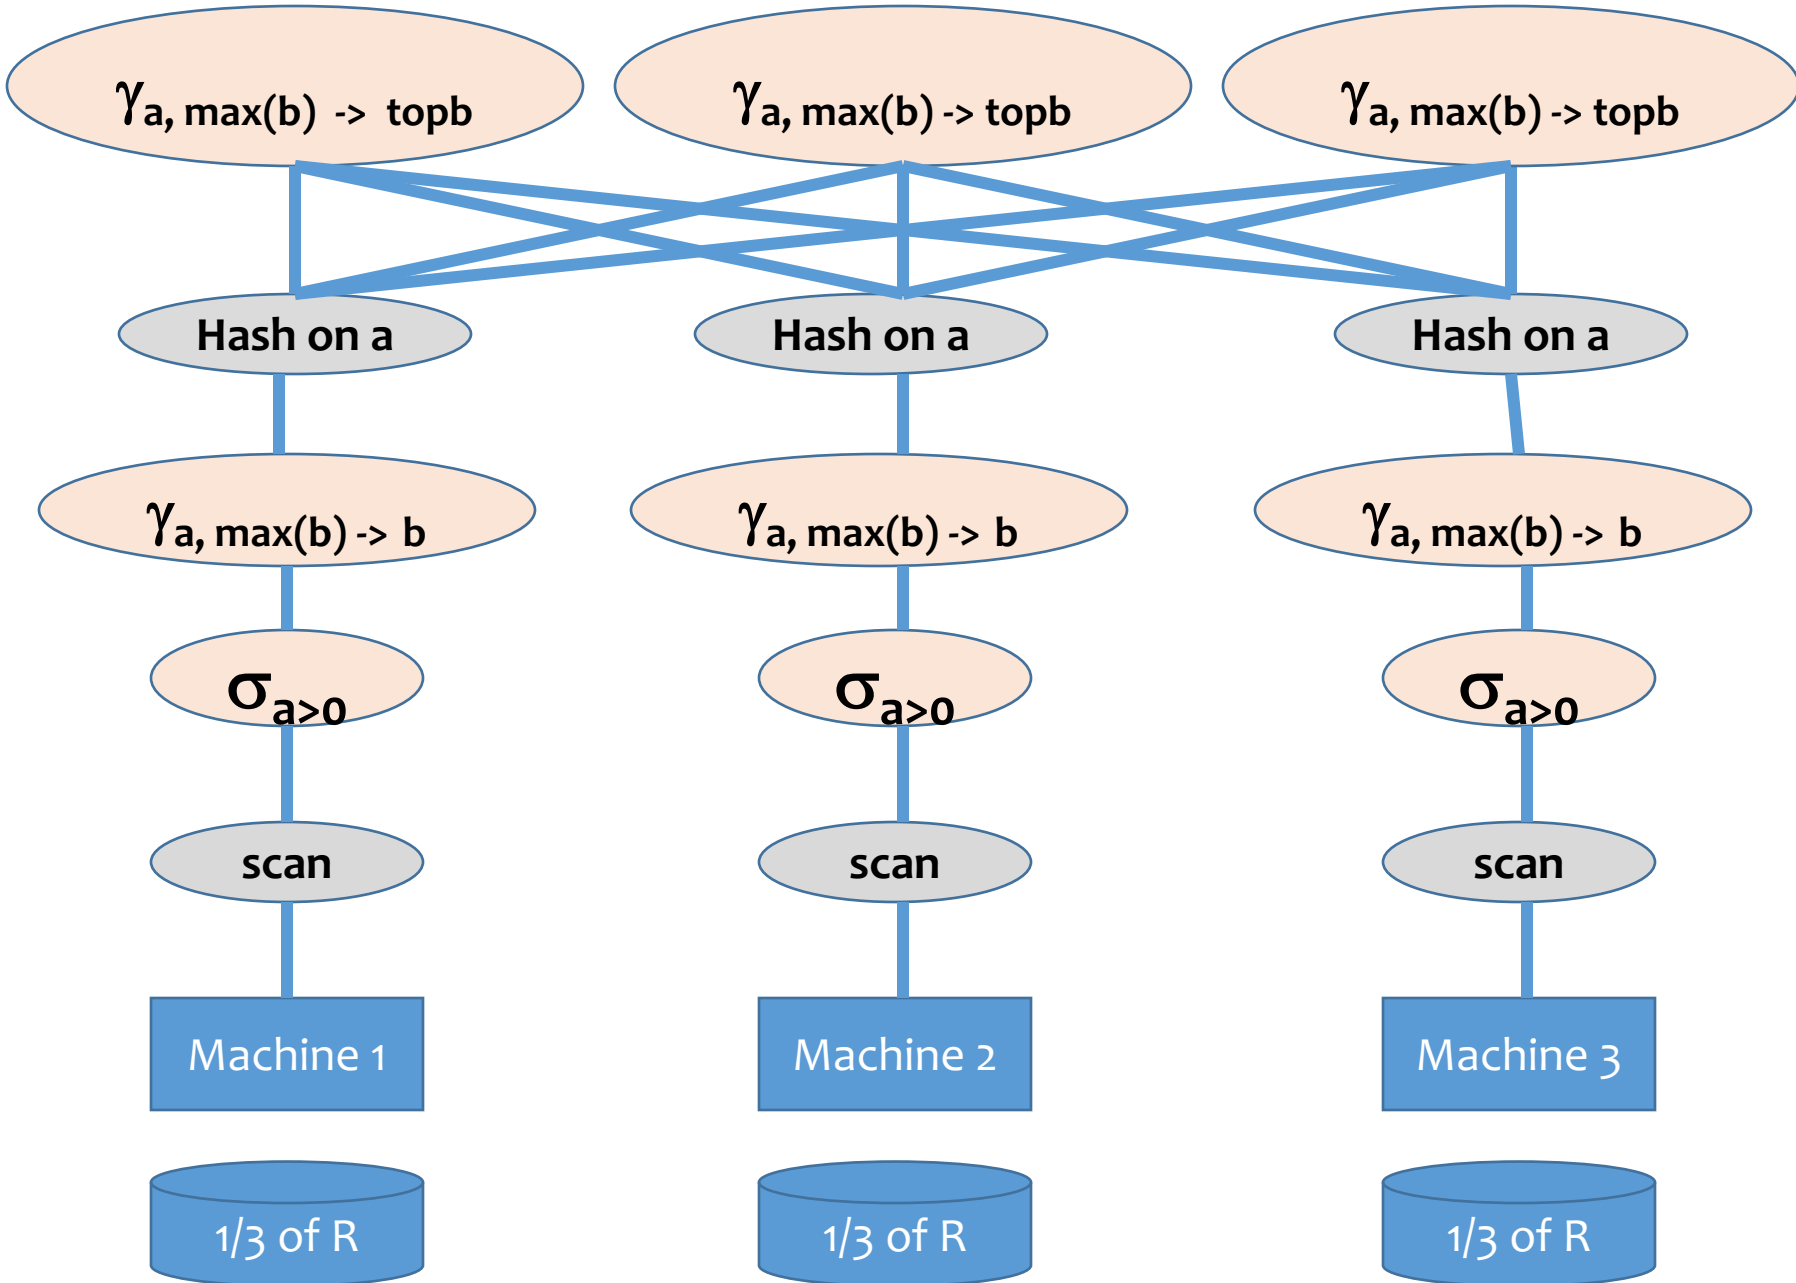 γa, max(b) -> topb
γa, max(b) -> topb
γa, max(b) -> topb
Hash on a
Hash on a
Hash on a
γa, max(b) -> b
γa, max(b) -> b
γa, max(b) -> b
σa>0
σa>0
σa>0
scan
scan
scan
Machine 1
Machine 2
Machine 3
1/3 of R
1/3 of R
1/3 of R